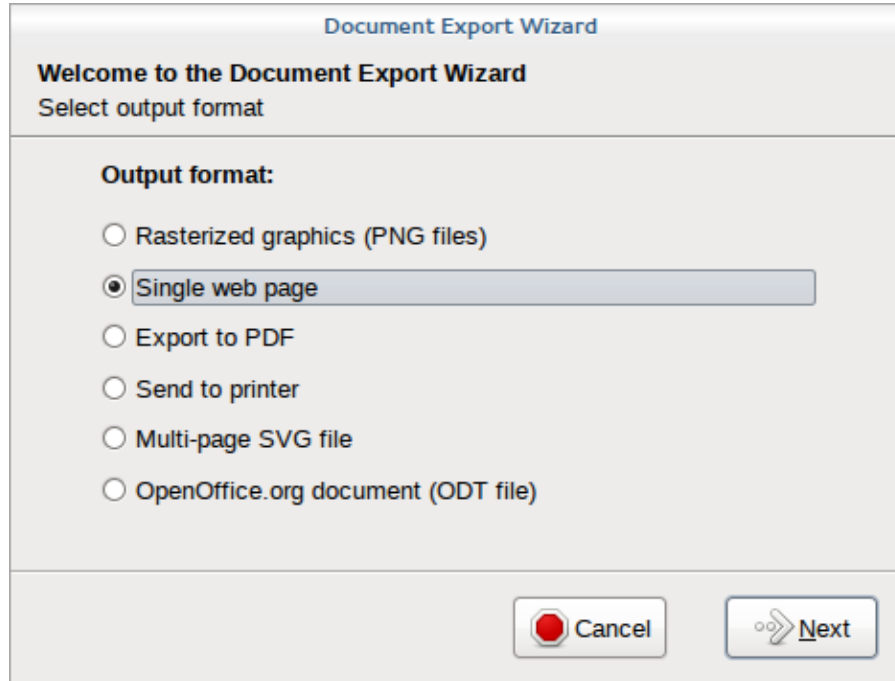 Document Export Wizard
Welcome to the Document Export Wizard
Select output format
Output format:
Rasterized graphics (PNG files)
Single web page
Export to PDF
Send to printer
Multi-page SVG file
OpenOffice.org document (ODT file)
Cancel
Next